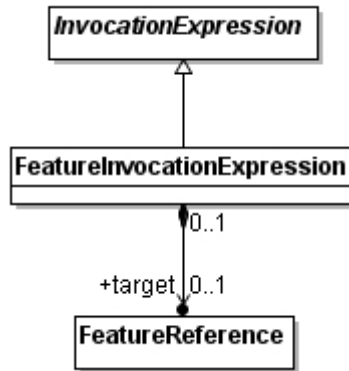 InvocationExpression
FeatureInvocationExpression
0..1
+target 0..1
FeatureReference